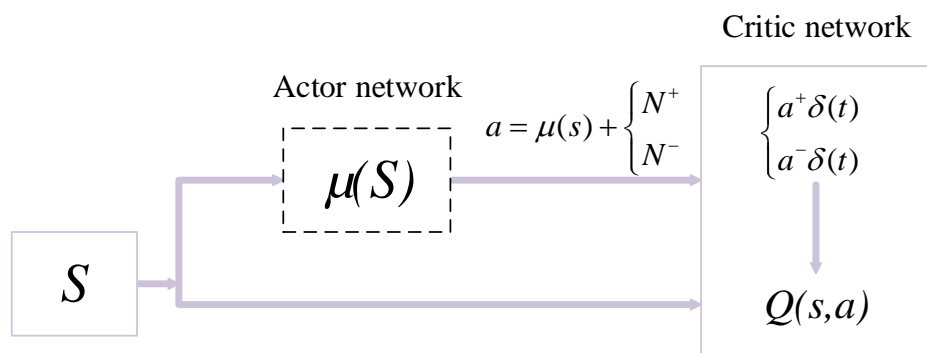 Critic network
Actor network
a = μ(s) + { N⁺
N⁻
{ a⁺δ(t)
a⁻δ(t)
μ(S)
S
Q(s,a)